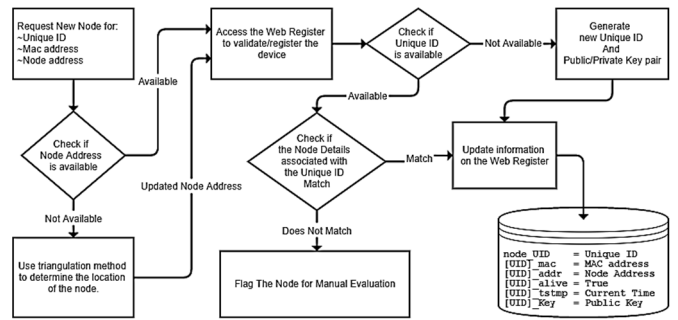 Request New Node for:
~Unique ID
~Mac address
~Node address
Access the Web Register
to validate/register the
device
Check if
Unique ID
is available
Not Available
Generate
new Unique ID
And
Public/Private Key pair
Available
Available
Check if
Node Address
is available
Check if
the Node Details
associated with
the Unique ID
Match
Match
Update information
on the Web Register
Updated Node Address
Not Available
Does Not Match
Use triangulation method
to determine the location
of the node.
Flag The Node for Manual Evaluation
node_UID = Unique ID
[UID]_mac = MAC address
[UID]_addr = Node Address
[UID]_alive = True
[UID]_tstmp = Current Time
[UID]_Key = Public Key